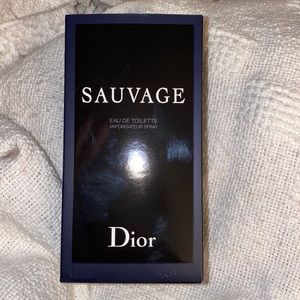 SAUVAGE
EAU DE TOILETTE
VAPORISATEUR SPRAY
Dior